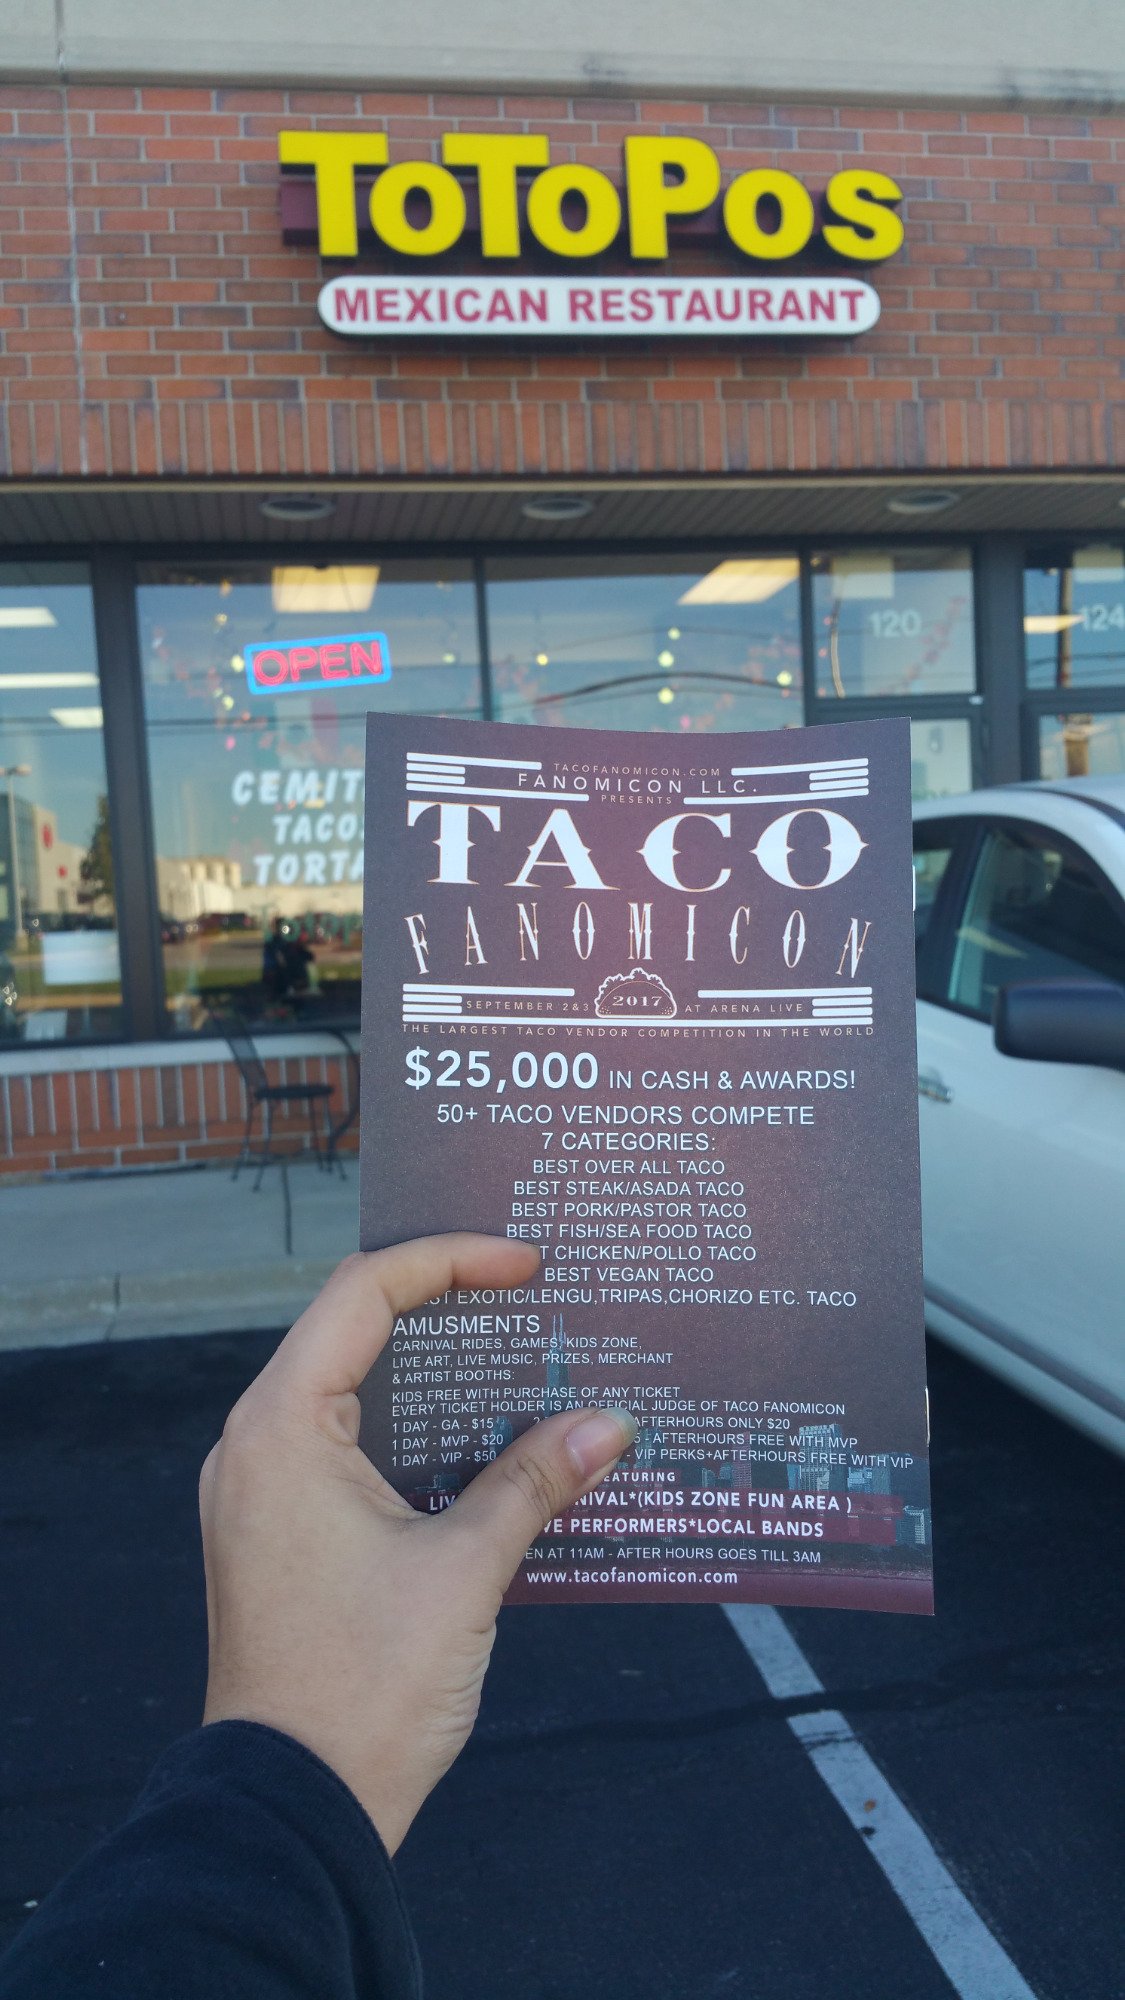 ToToPos
MEXICAN RESTAURANT
120
124
OPEN
CEMIT
TACOS
TORTA
TACOFANOMICON.COM
FANOMICON LLC.
PRESENTS
TACO
FANOMICON
SEPTEMBER 2&3 2017 AT ARENA LIVE
THE LARGEST TACO VENDOR COMPETITION IN THE WORLD
$25,000 IN CASH & AWARDS!
50+ TACO VENDORS COMPETE
7 CATEGORIES:
BEST OVER ALL TACO
BEST STEAK/ASADA TACO
BEST PORK/PASTOR TACO
BEST FISH/SEA FOOD TACO
T CHICKEN/POLLO TACO
BEST VEGAN TACO
ST EXOTIC/LENGU,TRIPAS,CHORIZO ETC. TACO
AMUSMENTS
CARNIVAL RIDES, GAMES, KIDS ZONE,
LIVE ART, LIVE MUSIC, PRIZES, MERCHANT
& ARTIST BOOTHS:
KIDS FREE WITH PURCHASE OF ANY TICKET
EVERY TICKET HOLDER IS AN OFFICIAL JUDGE OF TACO FANOMICON
1 DAY - GA - $15 2 AFTERHOURS ONLY $20
1 DAY - MVP - $20 - AFTERHOURS FREE WITH MVP
1 DAY - VIP - $50 - VIP PERKS+AFTERHOURS FREE WITH VIP
EATURING
LIV NIVAL*(KIDS ZONE FUN AREA )
VE PERFORMERS*LOCAL BANDS
EN AT 11AM - AFTER HOURS GOES TILL 3AM
www.tacofanomicon.com